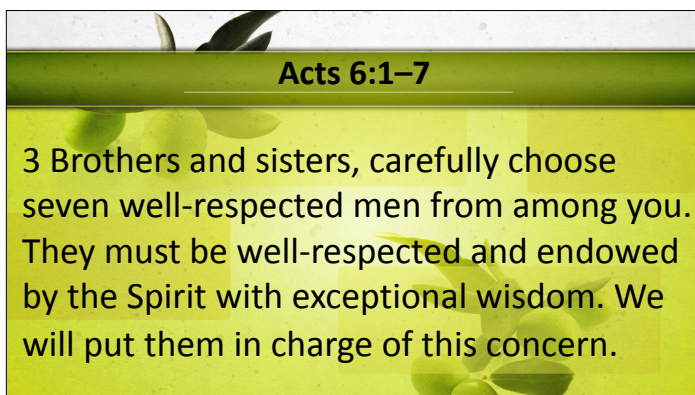 Acts 6:1–7
3 Brothers and sisters, carefully choose
seven well-respected men from among you.
They must be well-respected and endowed
by the Spirit with exceptional wisdom. We
will put them in charge of this concern.